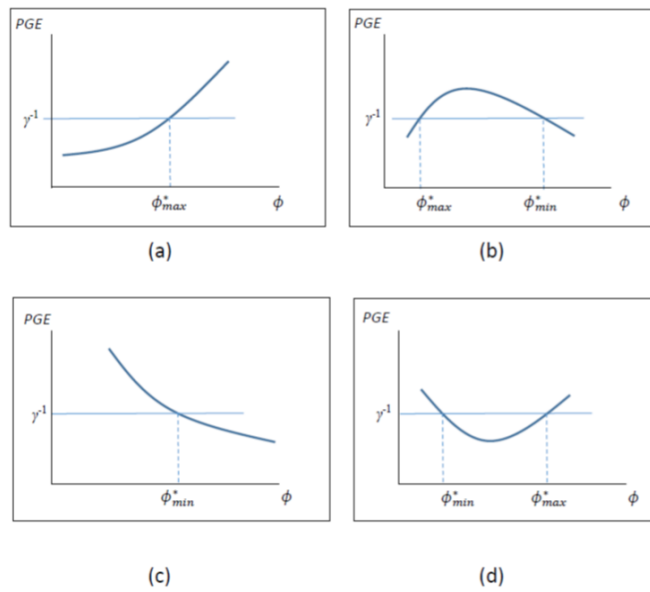 PGE PGE
γ⁻¹ γ⁻¹
ϕ*max ϕ ϕ*max ϕ*min ϕ
(a) (b)
PGE PGE
γ⁻¹ γ⁻¹
ϕ*min ϕ ϕ*min ϕ*max ϕ
(c) (d)